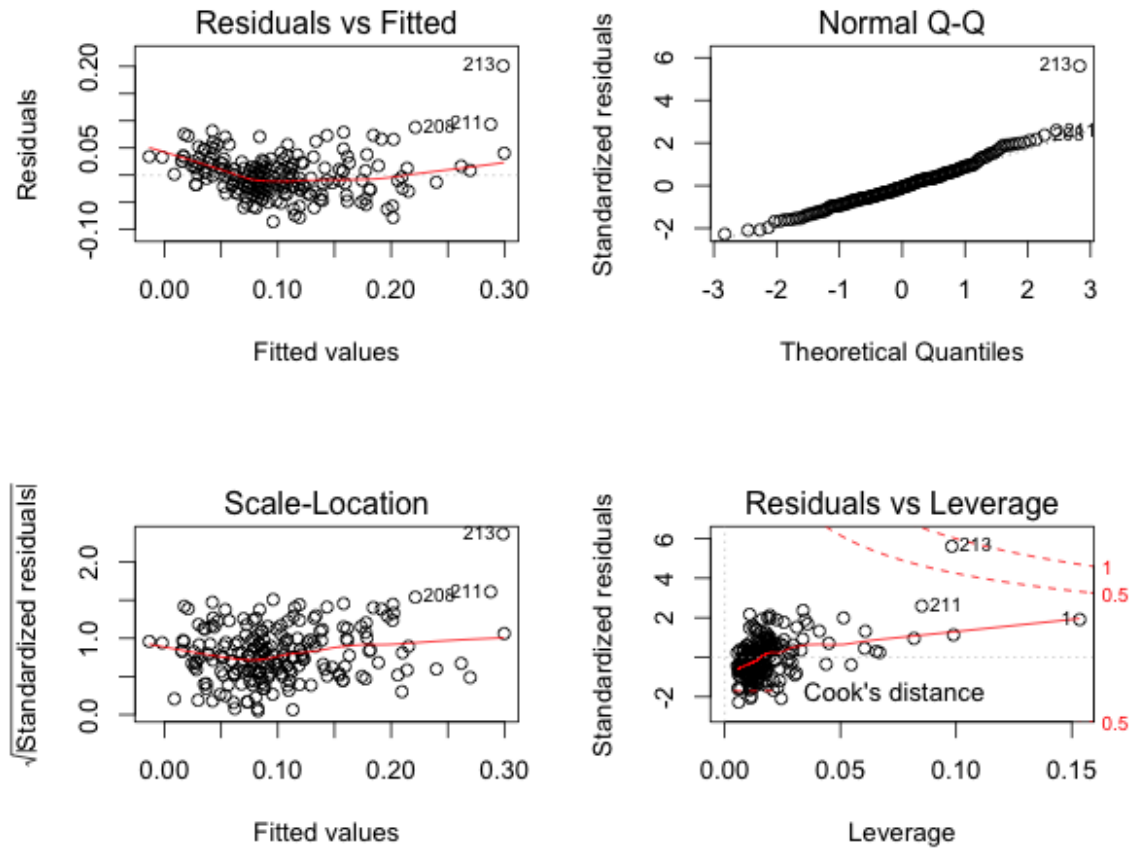 Residuals vs Fitted
Residuals
0.20
0.05
-0.10
213
208
211
0.00 0.10 0.20 0.30
Fitted values
Normal Q-Q
Standardized residuals
6
4
2
0
-2
213
211
208
-3 -2 -1 0 1 2 3
Theoretical Quantiles
Scale-Location
√|Standardized residuals|
2.0
1.0
0.0
213
208
211
0.00 0.10 0.20 0.30
Fitted values
Residuals vs Leverage
Standardized residuals
6
4
2
-2
213
211
1
Cook's distance
1
0.5
0.5
0.00 0.05 0.10 0.15
Leverage